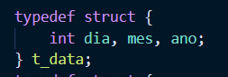 typedef struct {
    int dia, mes, ano;
} t_data;